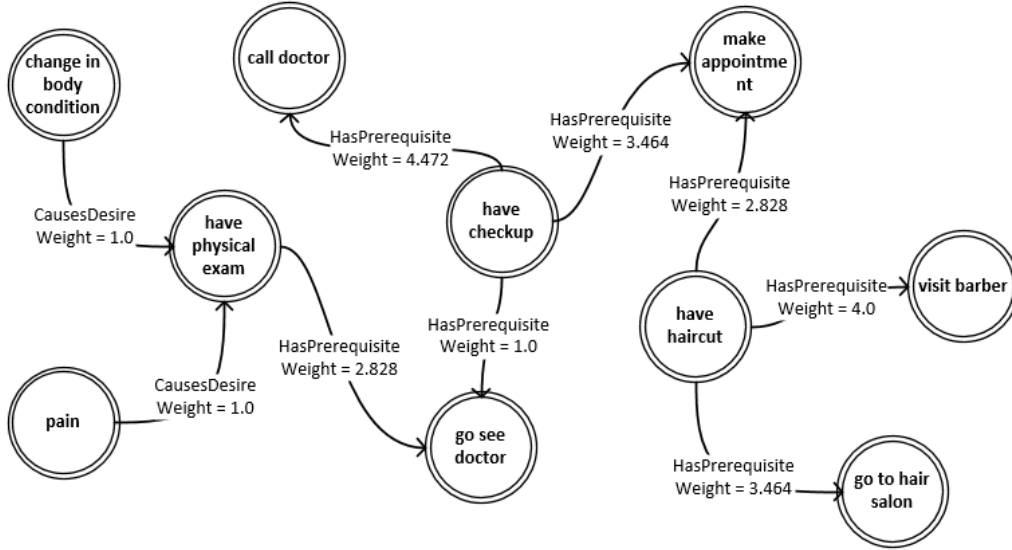 change in
body
condition
call doctor
make
appointme
nt
HasPrerequisite
Weight = 4.472
HasPrerequisite
Weight = 3.464
HasPrerequisite
Weight = 2.828
CausesDesire
Weight = 1.0
have
physical
exam
have
checkup
HasPrerequisite
Weight = 4.0
visit barber
HasPrerequisite
Weight = 1.0
have
haircut
HasPrerequisite
Weight = 2.828
CausesDesire
Weight = 1.0
pain
go see
doctor
HasPrerequisite
Weight = 3.464
go to hair
salon